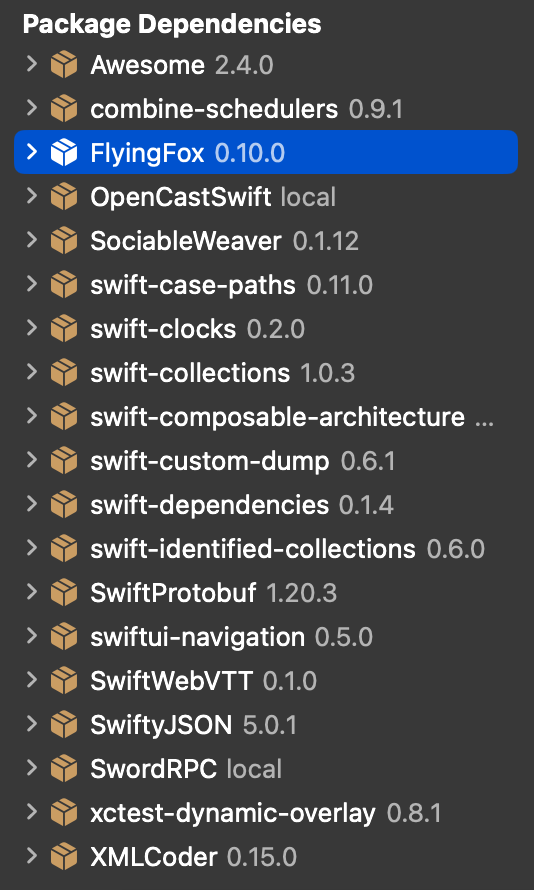 Package Dependencies
Awesome 2.4.0
combine-schedulers 0.9.1
FlyingFox 0.10.0
OpenCastSwift local
SociableWeaver 0.1.12
swift-case-paths 0.11.0
swift-clocks 0.2.0
swift-collections 1.0.3
swift-composable-architecture ...
swift-custom-dump 0.6.1
swift-dependencies 0.1.4
swift-identified-collections 0.6.0
SwiftProtobuf 1.20.3
swiftui-navigation 0.5.0
SwiftWebVTT 0.1.0
SwiftyJSON 5.0.1
SwordRPC local
xctest-dynamic-overlay 0.8.1
XMLCoder 0.15.0